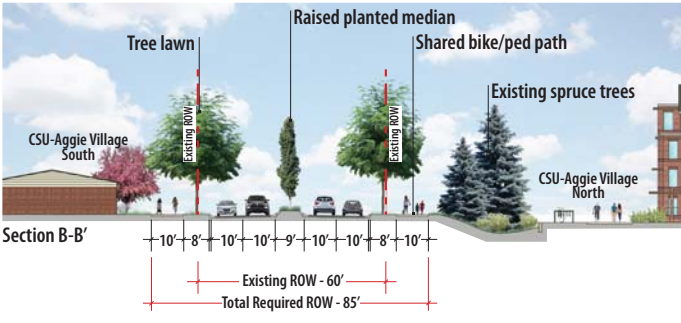 Raised planted median
Tree lawn
Shared bike/ped path
Existing spruce trees
Existing ROW
Existing ROW
CSU-Aggie Village
South
CSU-Aggie Village
North
Section B-B’
10’ 8’ 10’ 10’ 9’ 10’ 10’ 8’ 10’
Existing ROW - 60’
Total Required ROW - 85’